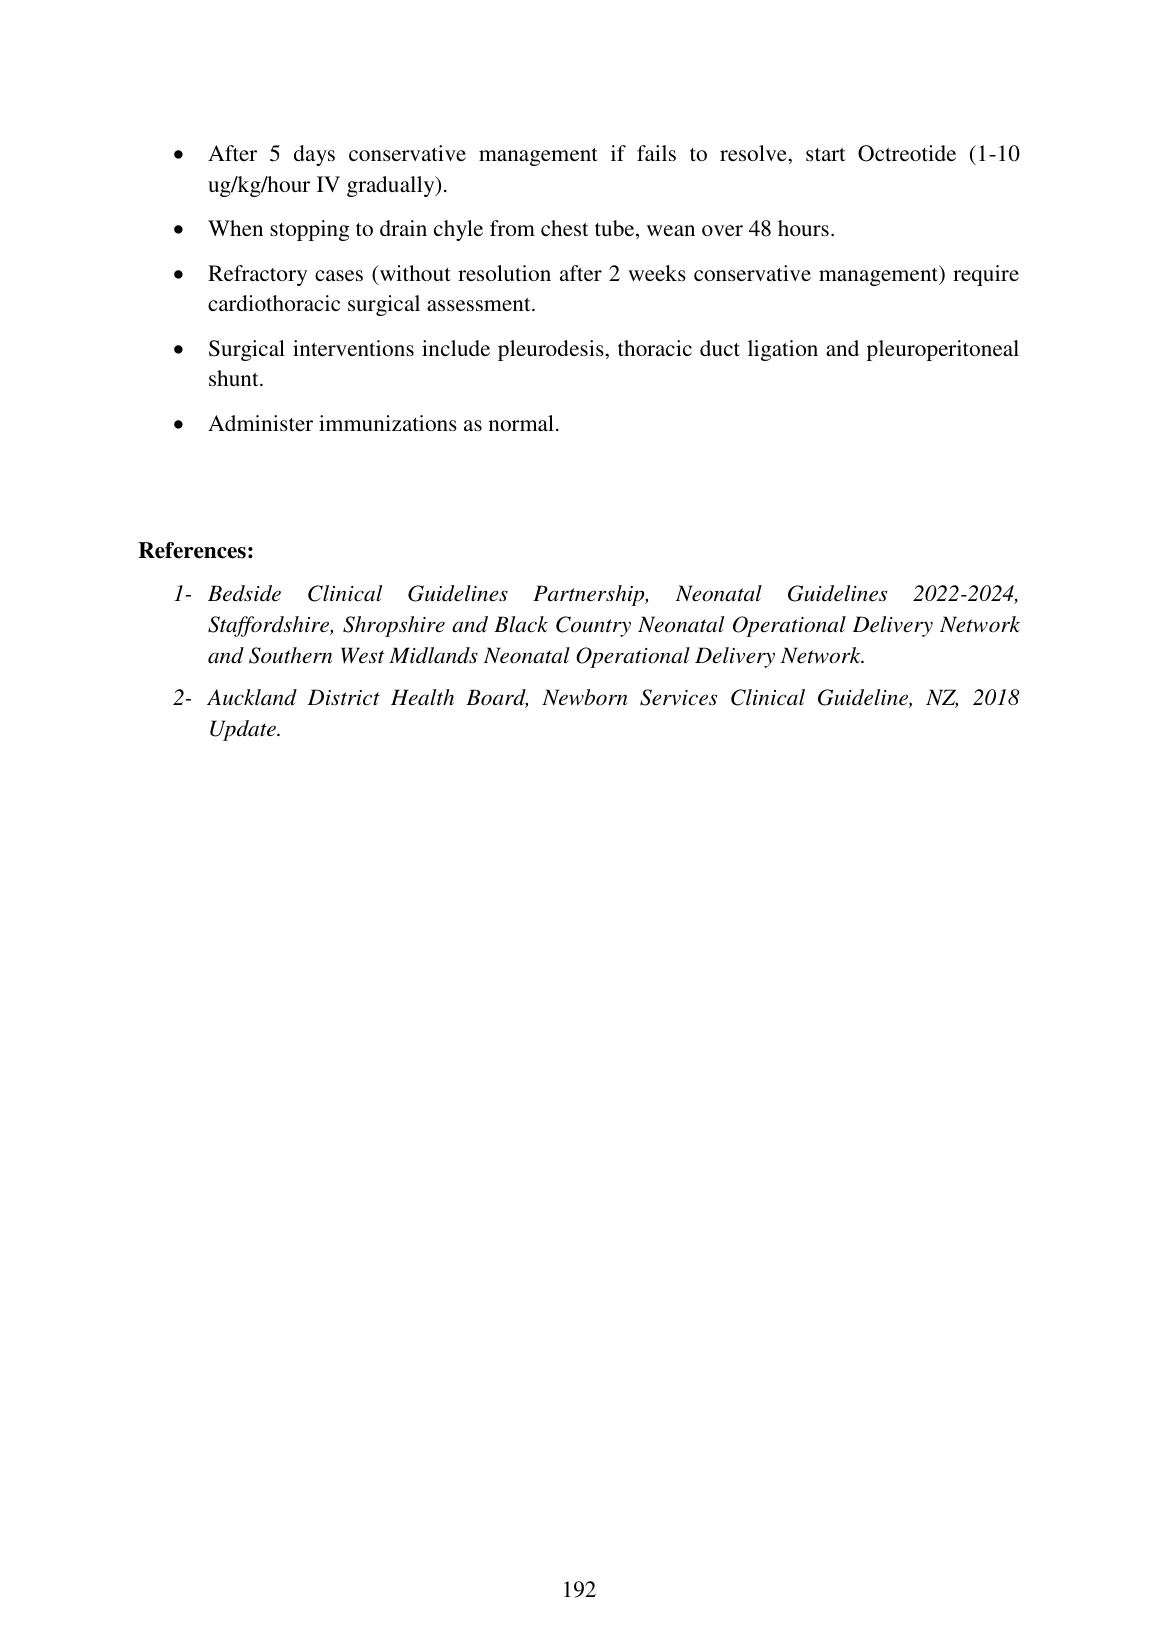 • After 5 days conservative management if fails to resolve, start Octreotide (1-10
ug/kg/hour IV gradually).
• When stopping to drain chyle from chest tube, wean over 48 hours.
• Refractory cases (without resolution after 2 weeks conservative management) require
cardiothoracic surgical assessment.
• Surgical interventions include pleurodesis, thoracic duct ligation and pleuroperitoneal
shunt.
• Administer immunizations as normal.
References:
1- Bedside Clinical Guidelines Partnership, Neonatal Guidelines 2022-2024,
Staffordshire, Shropshire and Black Country Neonatal Operational Delivery Network
and Southern West Midlands Neonatal Operational Delivery Network.
2- Auckland District Health Board, Newborn Services Clinical Guideline, NZ, 2018
Update.
192